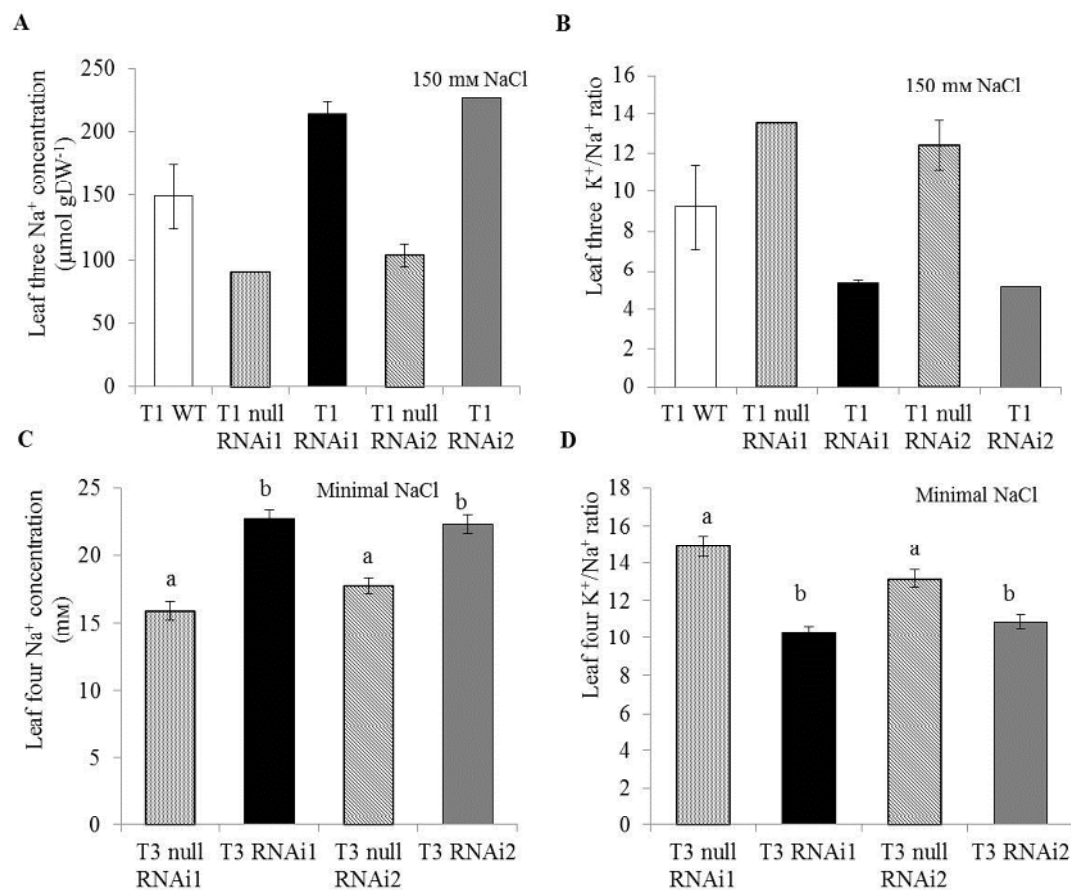 A
Leaf three Na⁺ concentration
(µmol gDW⁻¹)
250
200
150
100
50
0
150 mM NaCl
T1 WT
T1 null
RNAi1
T1
RNAi1
T1 null
RNAi2
T1
RNAi2
B
Leaf three K⁺/Na⁺ ratio
16
14
12
10
8
6
4
2
0
150 mM NaCl
T1 WT
T1 null
RNAi1
T1
RNAi1
T1 null
RNAi2
T1
RNAi2
C
Leaf four Na⁺ concentration
(mM)
25
20
15
10
5
0
Minimal NaCl
a
b
a
b
T3 null
RNAi1
T3 RNAi1
T3 null
RNAi2
T3 RNAi2
D
Leaf four K⁺/Na⁺ ratio
18
16
14
12
10
8
6
4
2
0
Minimal NaCl
a
b
a
b
T3 null
RNAi1
T3 RNAi1
T3 null
RNAi2
T3 RNAi2